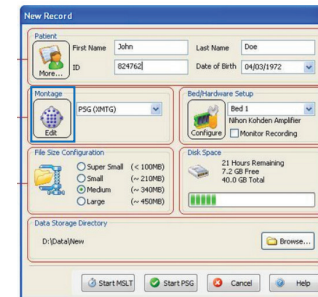 New Record
Patient
First Name John Last Name Doe
More... ID 824762 Date of Birth 04/03/1972
Montage
PSG (XMTG)
Edit
Bed/Hardware Setup
Bed 1
Nihon Kohden Amplifier
Configure Monitor Recording
File Size Configuration
Super Small (< 100MB)
Small (~ 210MB)
Medium (~ 340MB)
Large (~ 450MB)
Disk Space
21 Hours Remaining
7.2 GB Free
40.0 GB Total
Data Storage Directory
D:\Data\New Browse...
Start MSLT Start PSG Cancel Help